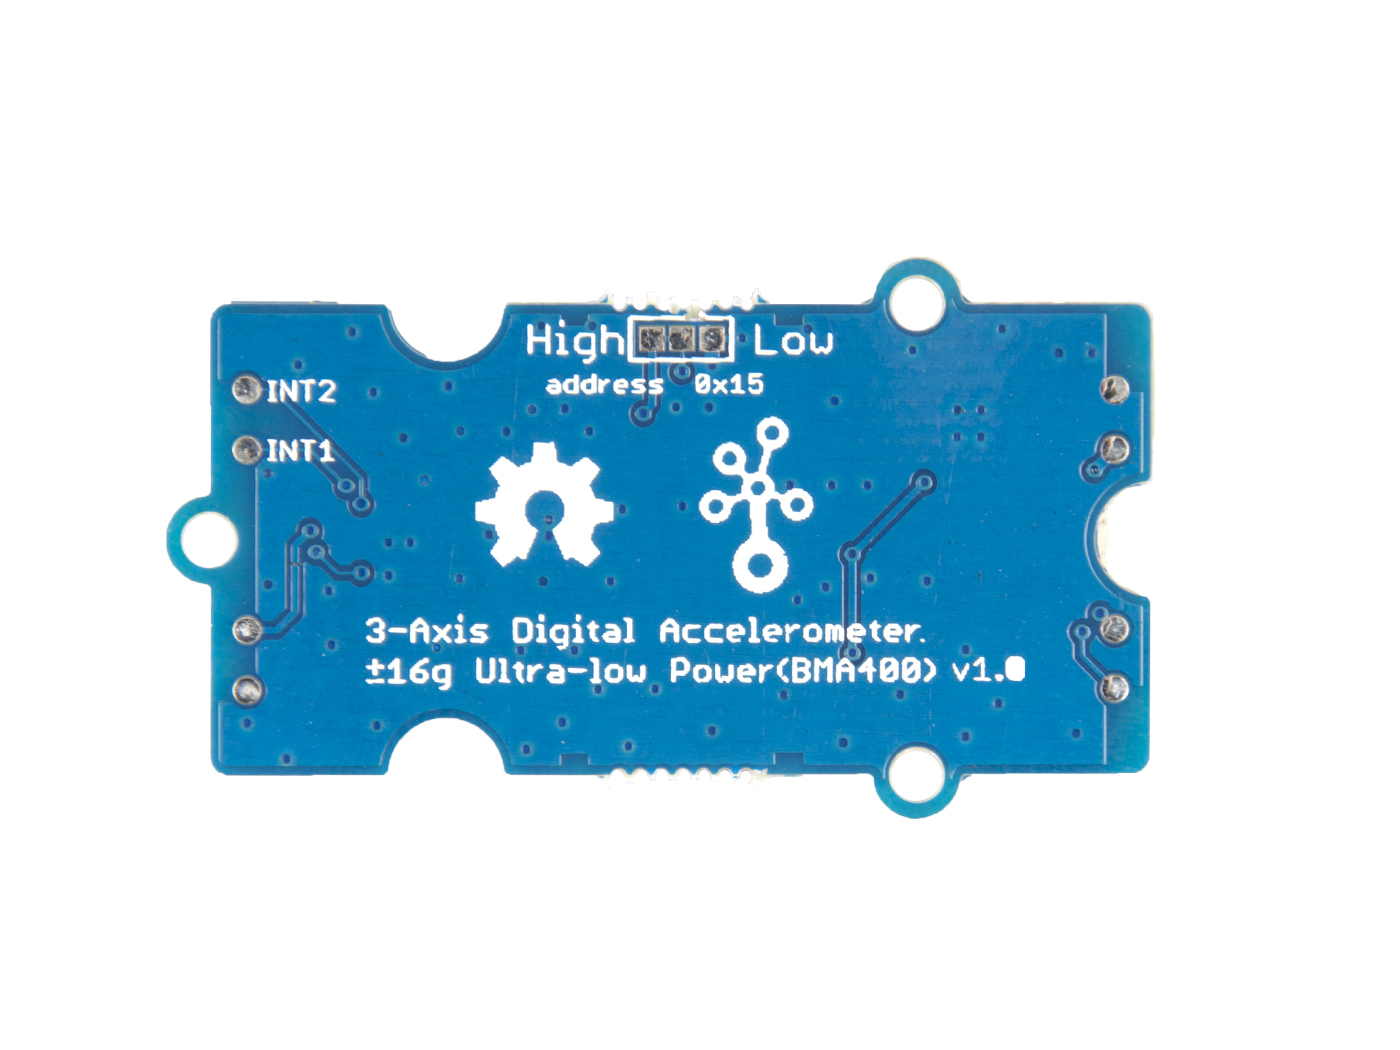 High Low
address 0x15
INT2
INT1
3-Axis Digital Accelerometer.
±16g Ultra-low Power(BMA400) v1.0